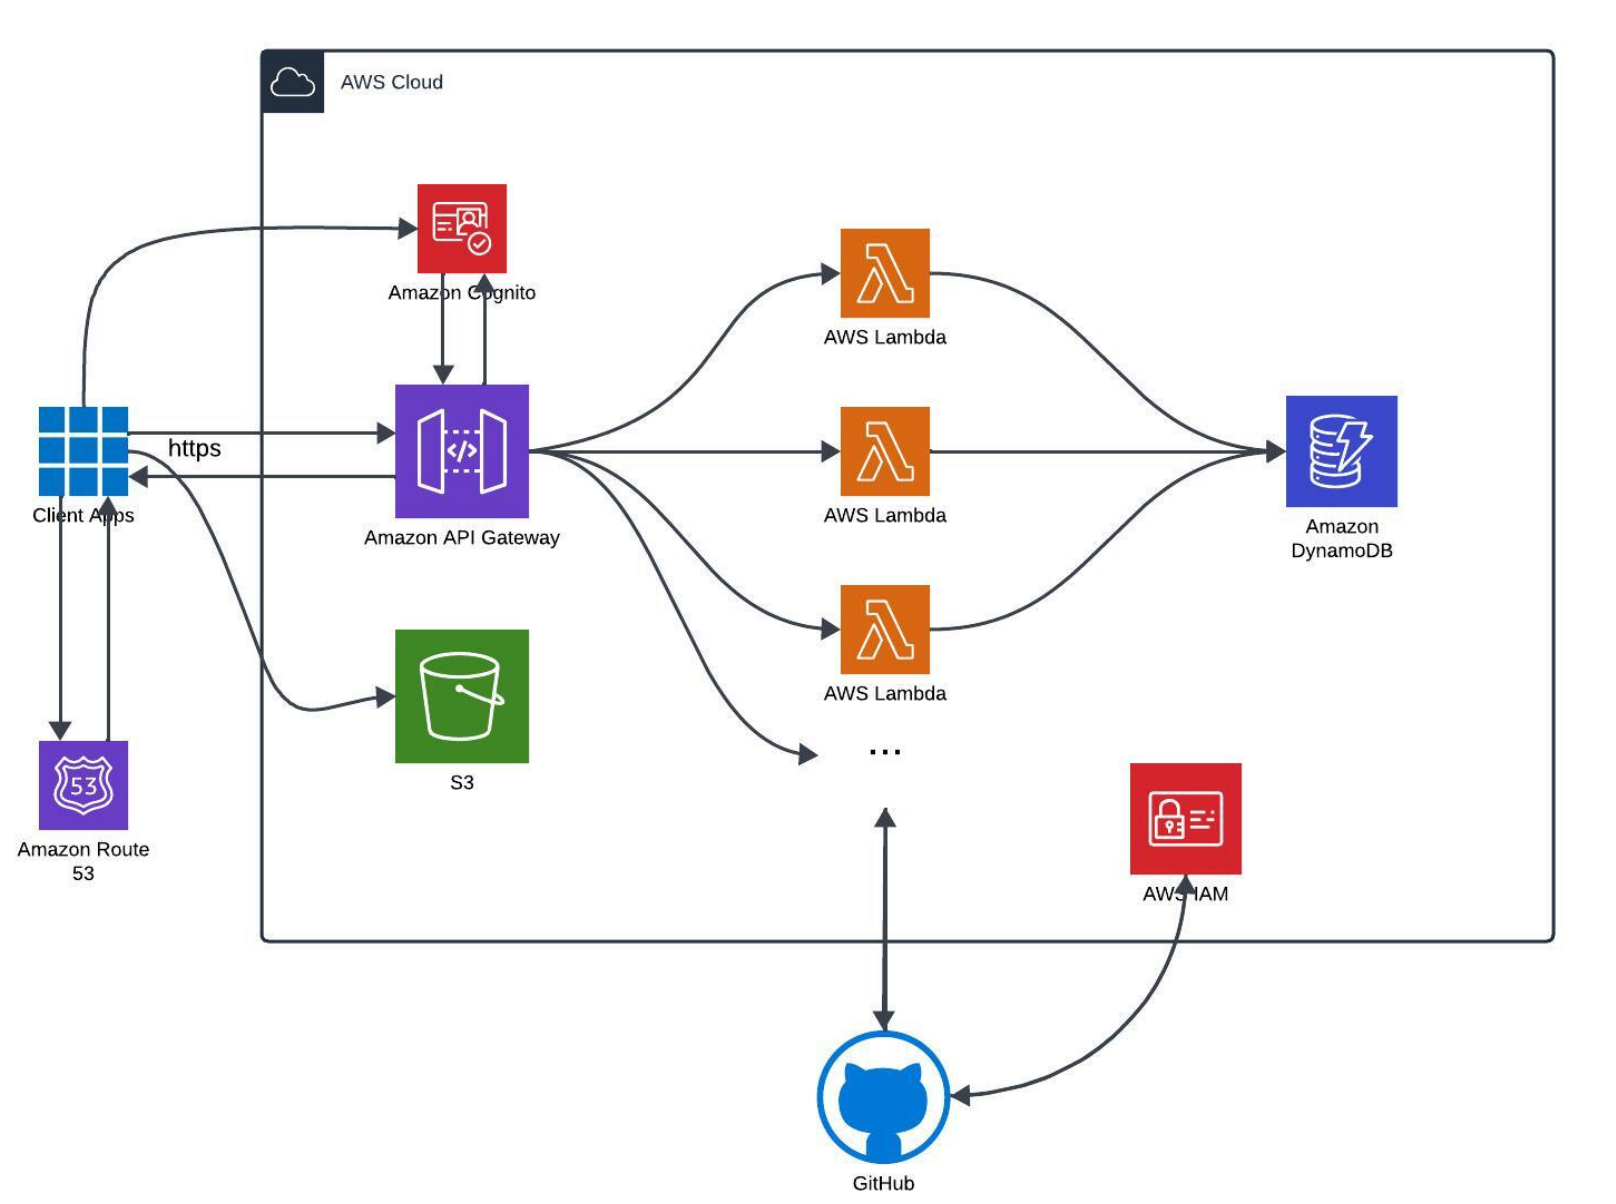 AWS Cloud
Amazon Cognito
AWS Lambda
https
Client Apps
Amazon API Gateway
AWS Lambda
Amazon
DynamoDB
AWS Lambda
S3
...
53
Amazon Route
53
AWS IAM
GitHub